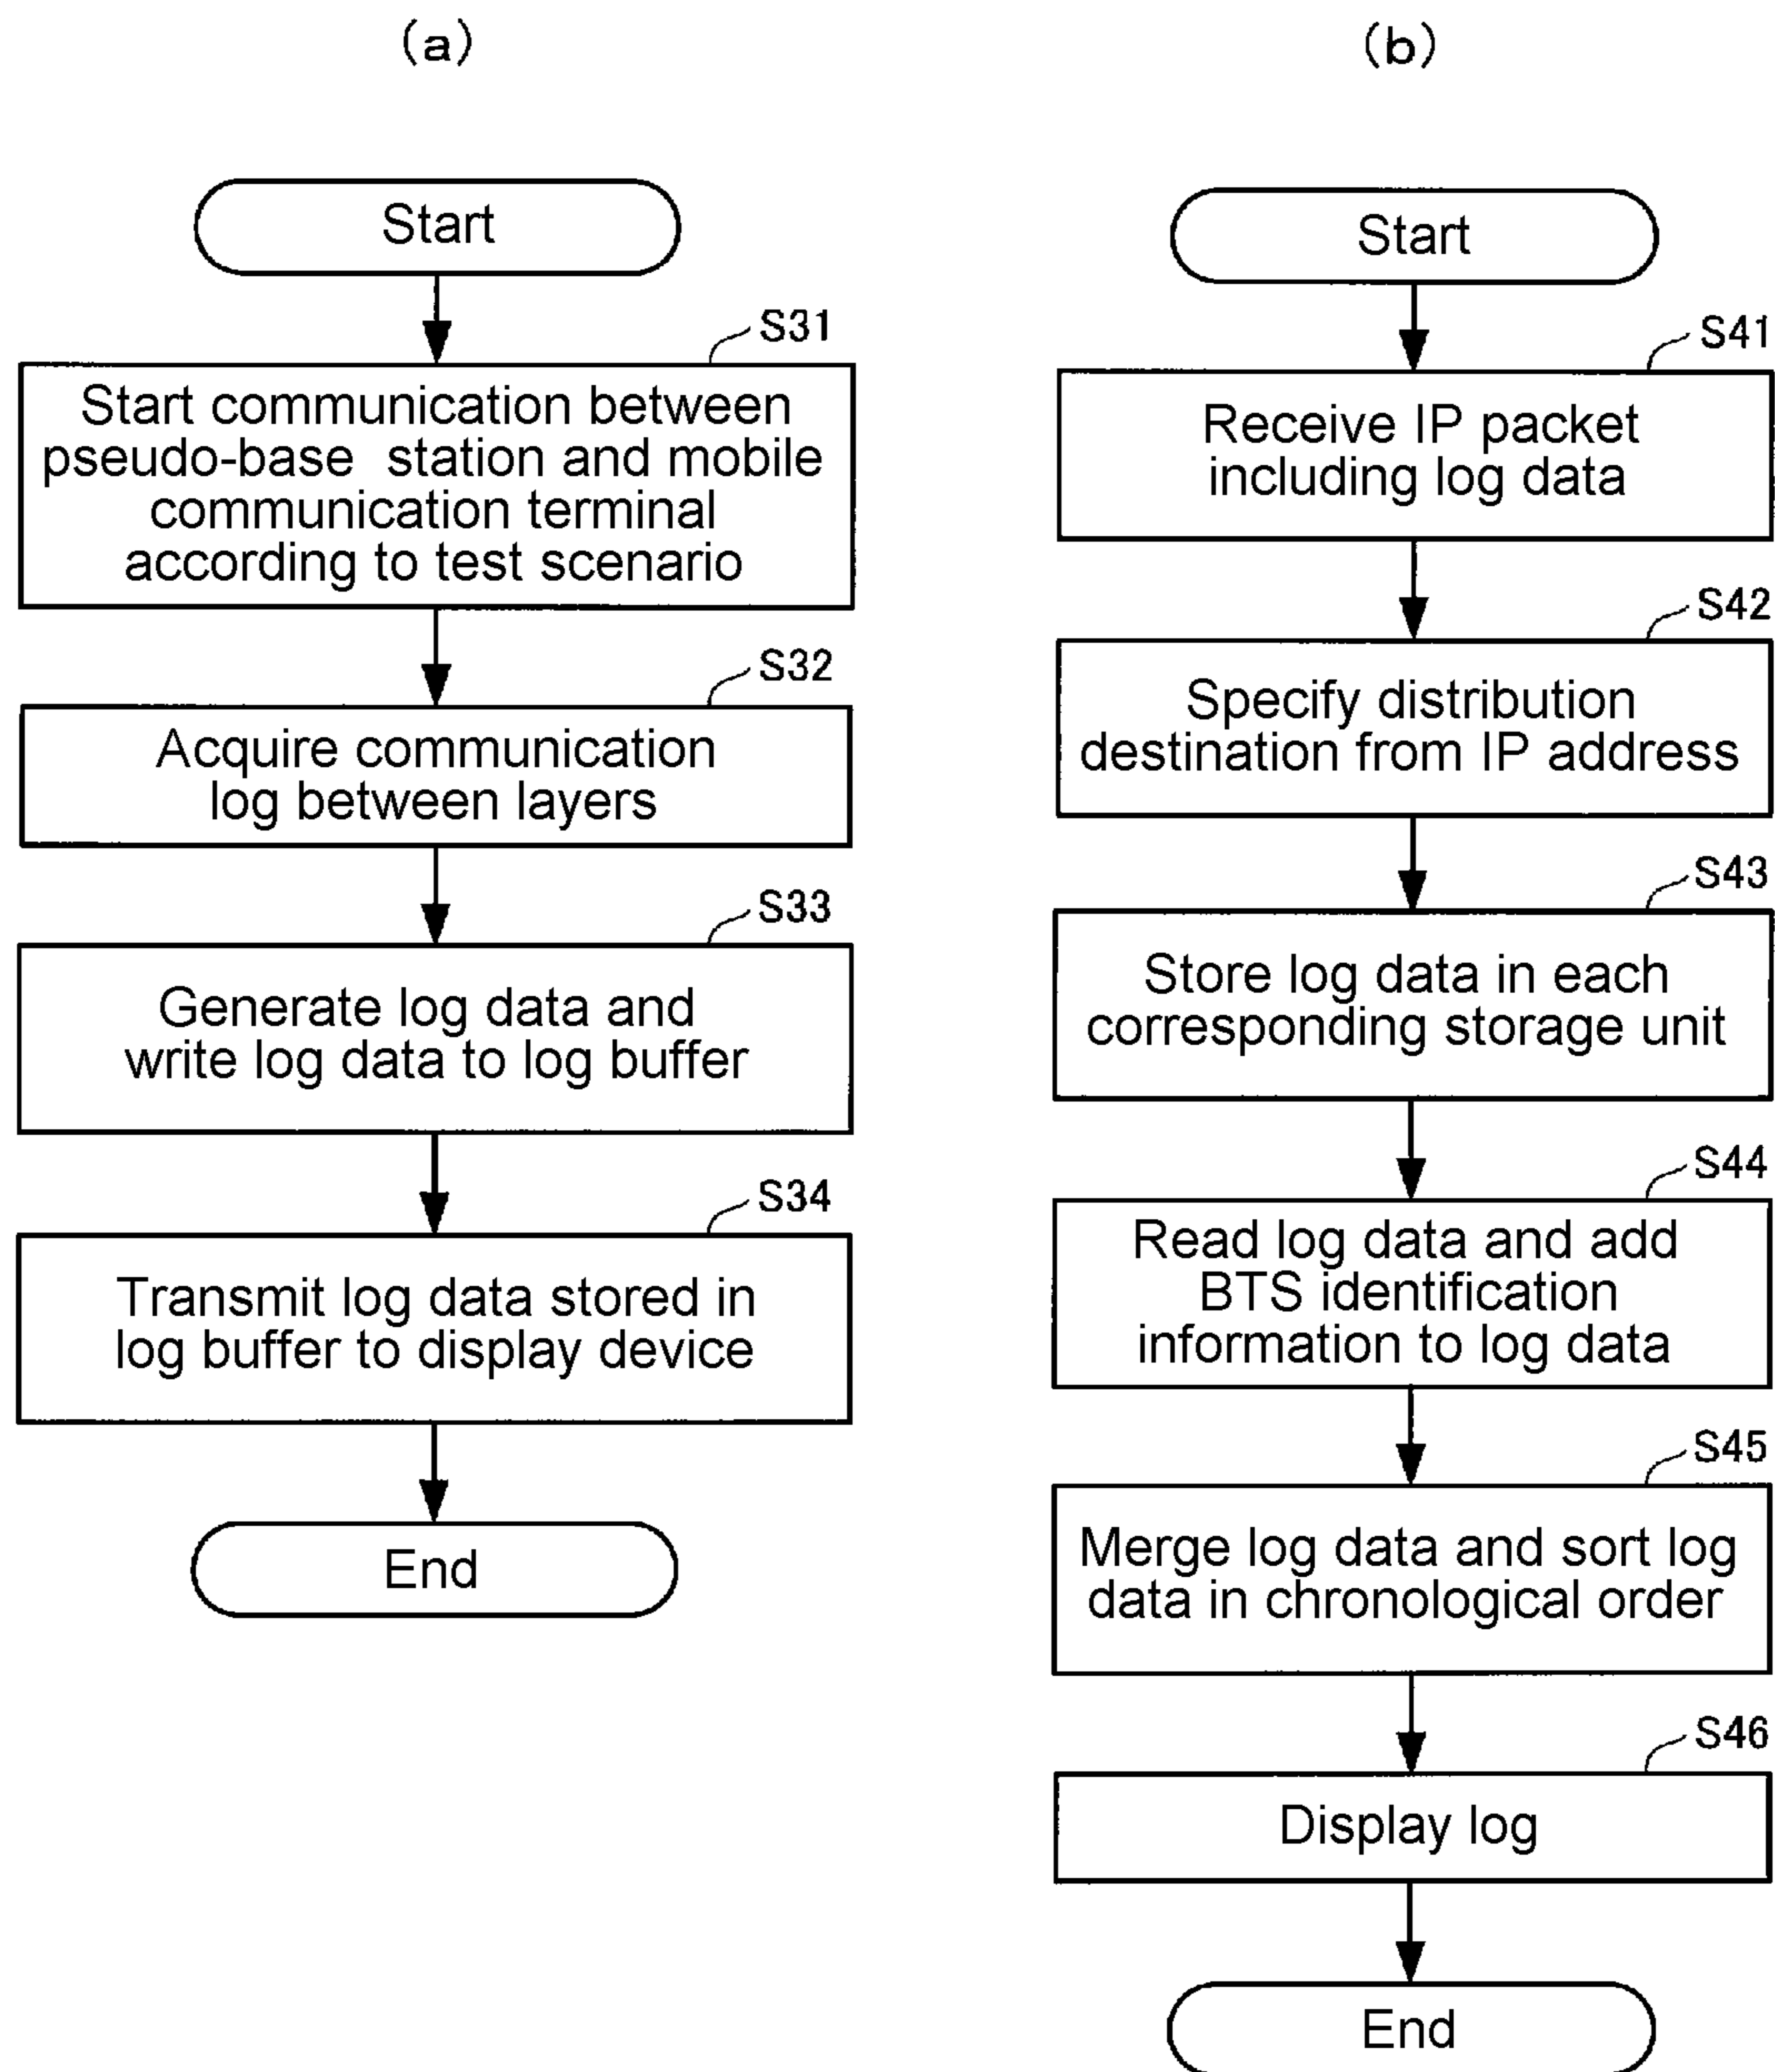 (a)
Start
S31
Start communication between
pseudo-base station and mobile
communication terminal
according to test scenario
S32
Acquire communication
log between layers
S33
Generate log data and
write log data to log buffer
S34
Transmit log data stored in
log buffer to display device
End
(b)
Start
S41
Receive IP packet
including log data
S42
Specify distribution
destination from IP address
S43
Store log data in each
corresponding storage unit
S44
Read log data and add
BTS identification
information to log data
S45
Merge log data and sort log
data in chronological order
S46
Display log
End